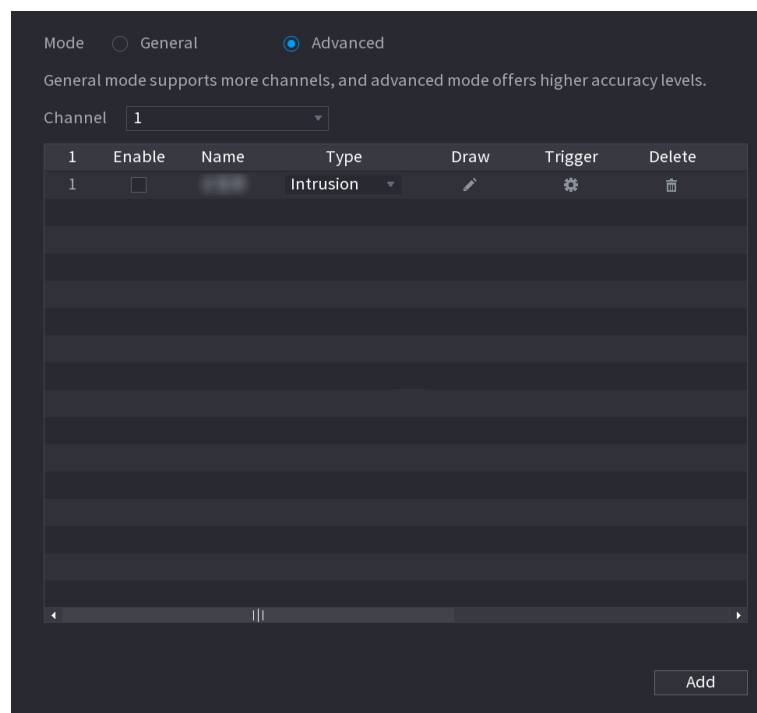 Mode General Advanced
General mode supports more channels, and advanced mode offers higher accuracy levels.
Channel 1
1 Enable Name Type Draw Trigger Delete
1 Intrusion
Add